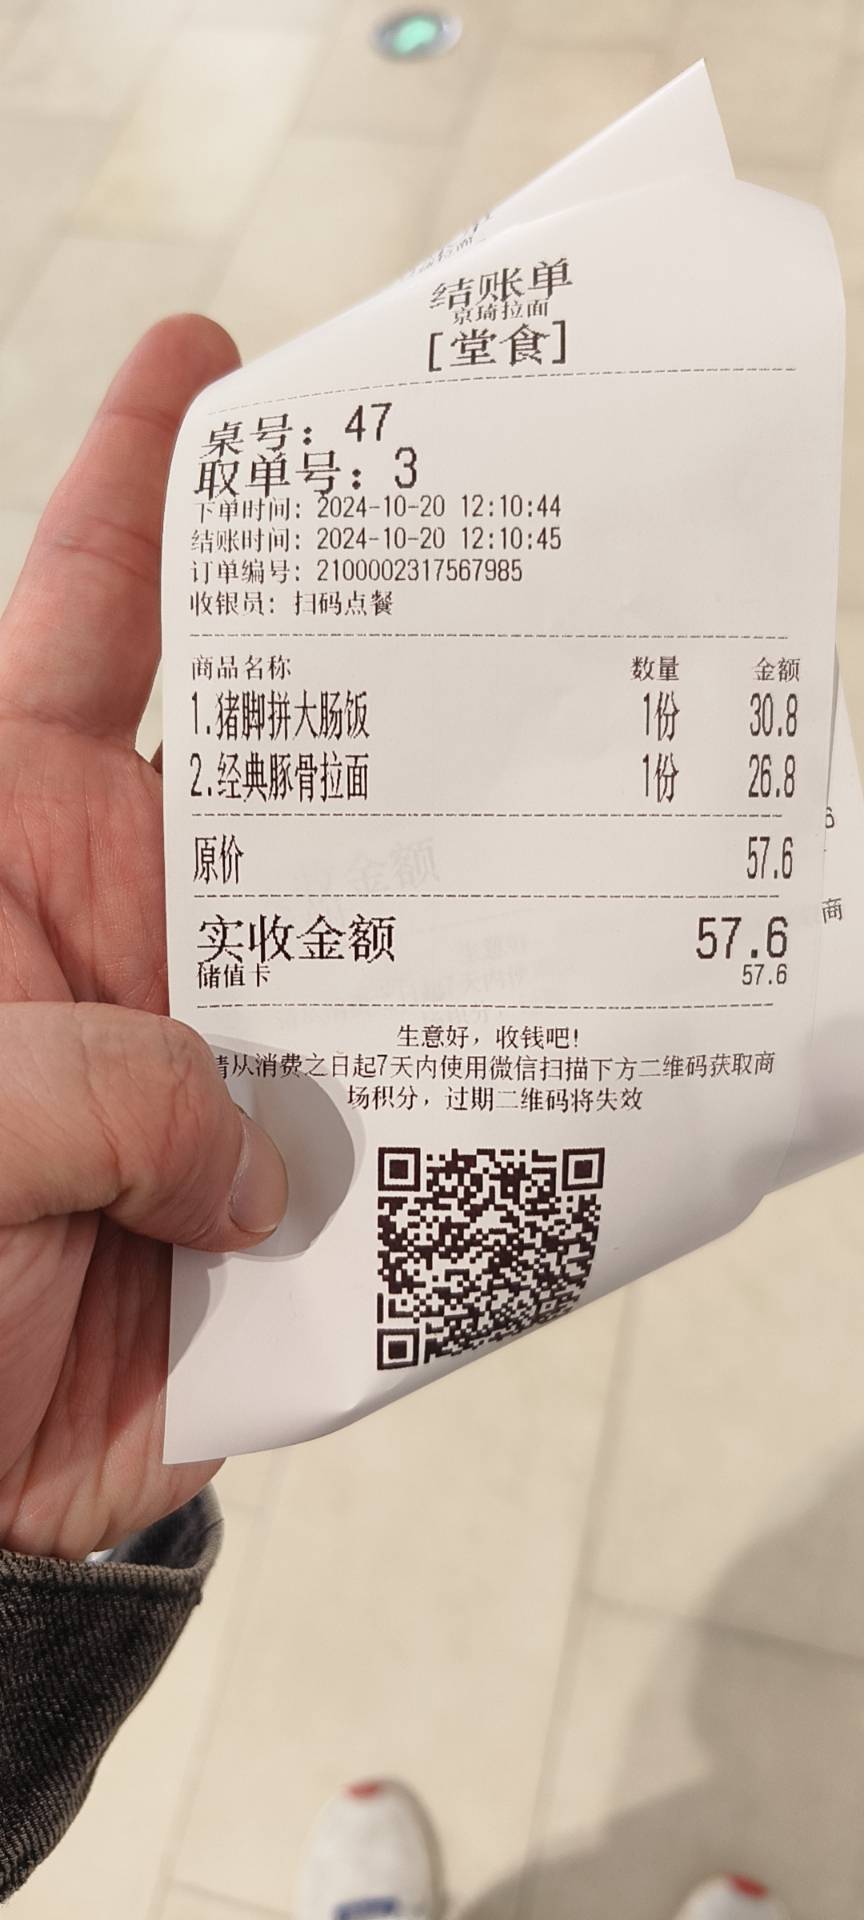 结账单
京琦拉面
[堂食]
桌号：47
取单号：3
下单时间：2024-10-20 12:10:44
结账时间：2024-10-20 12:10:45
订单编号：2100002317567985
收银员：扫码点餐
商品名称 数量 金额
1.猪脚拼大肠饭 1份 30.8
2.经典豚骨拉面 1份 26.8
原价 57.6
实收金额 57.6
储值卡 57.6
生意好，收钱吧!
请从消费之日起7天内使用微信扫描下方二维码获取商
场积分，过期二维码将失效
6
商